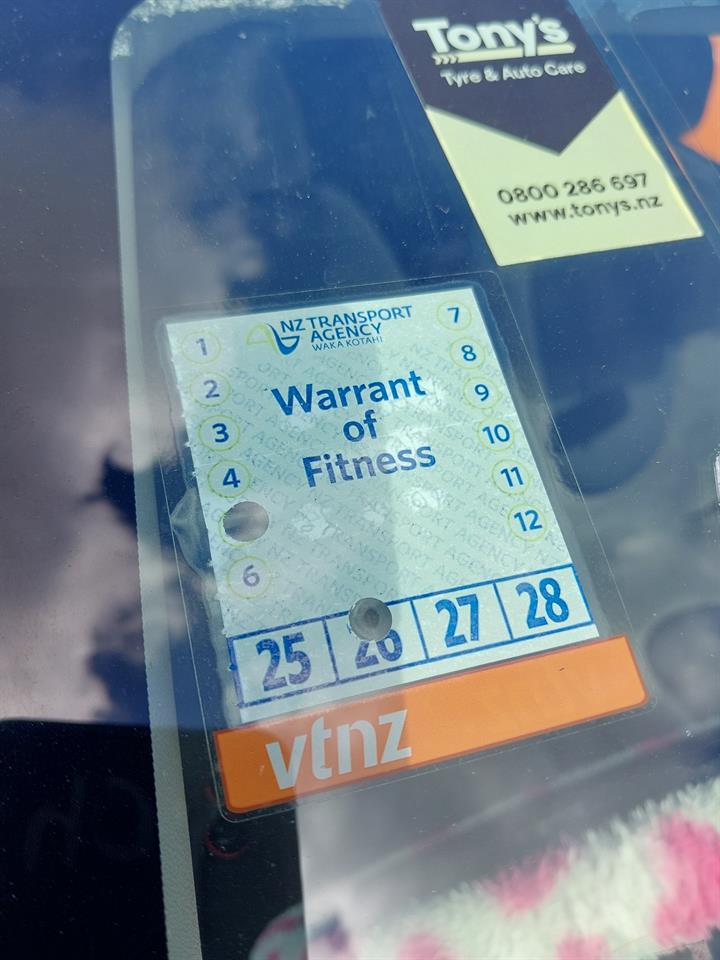 Tony's
Tyre & Auto Care
0800 286 697
www.tonys.nz
NZ TRANSPORT
AGENCY
WAKA KOTAHI
Warrant
of
Fitness
1
2
3
4
6
7
8
9
10
11
12
25 26 27 28
vtnz